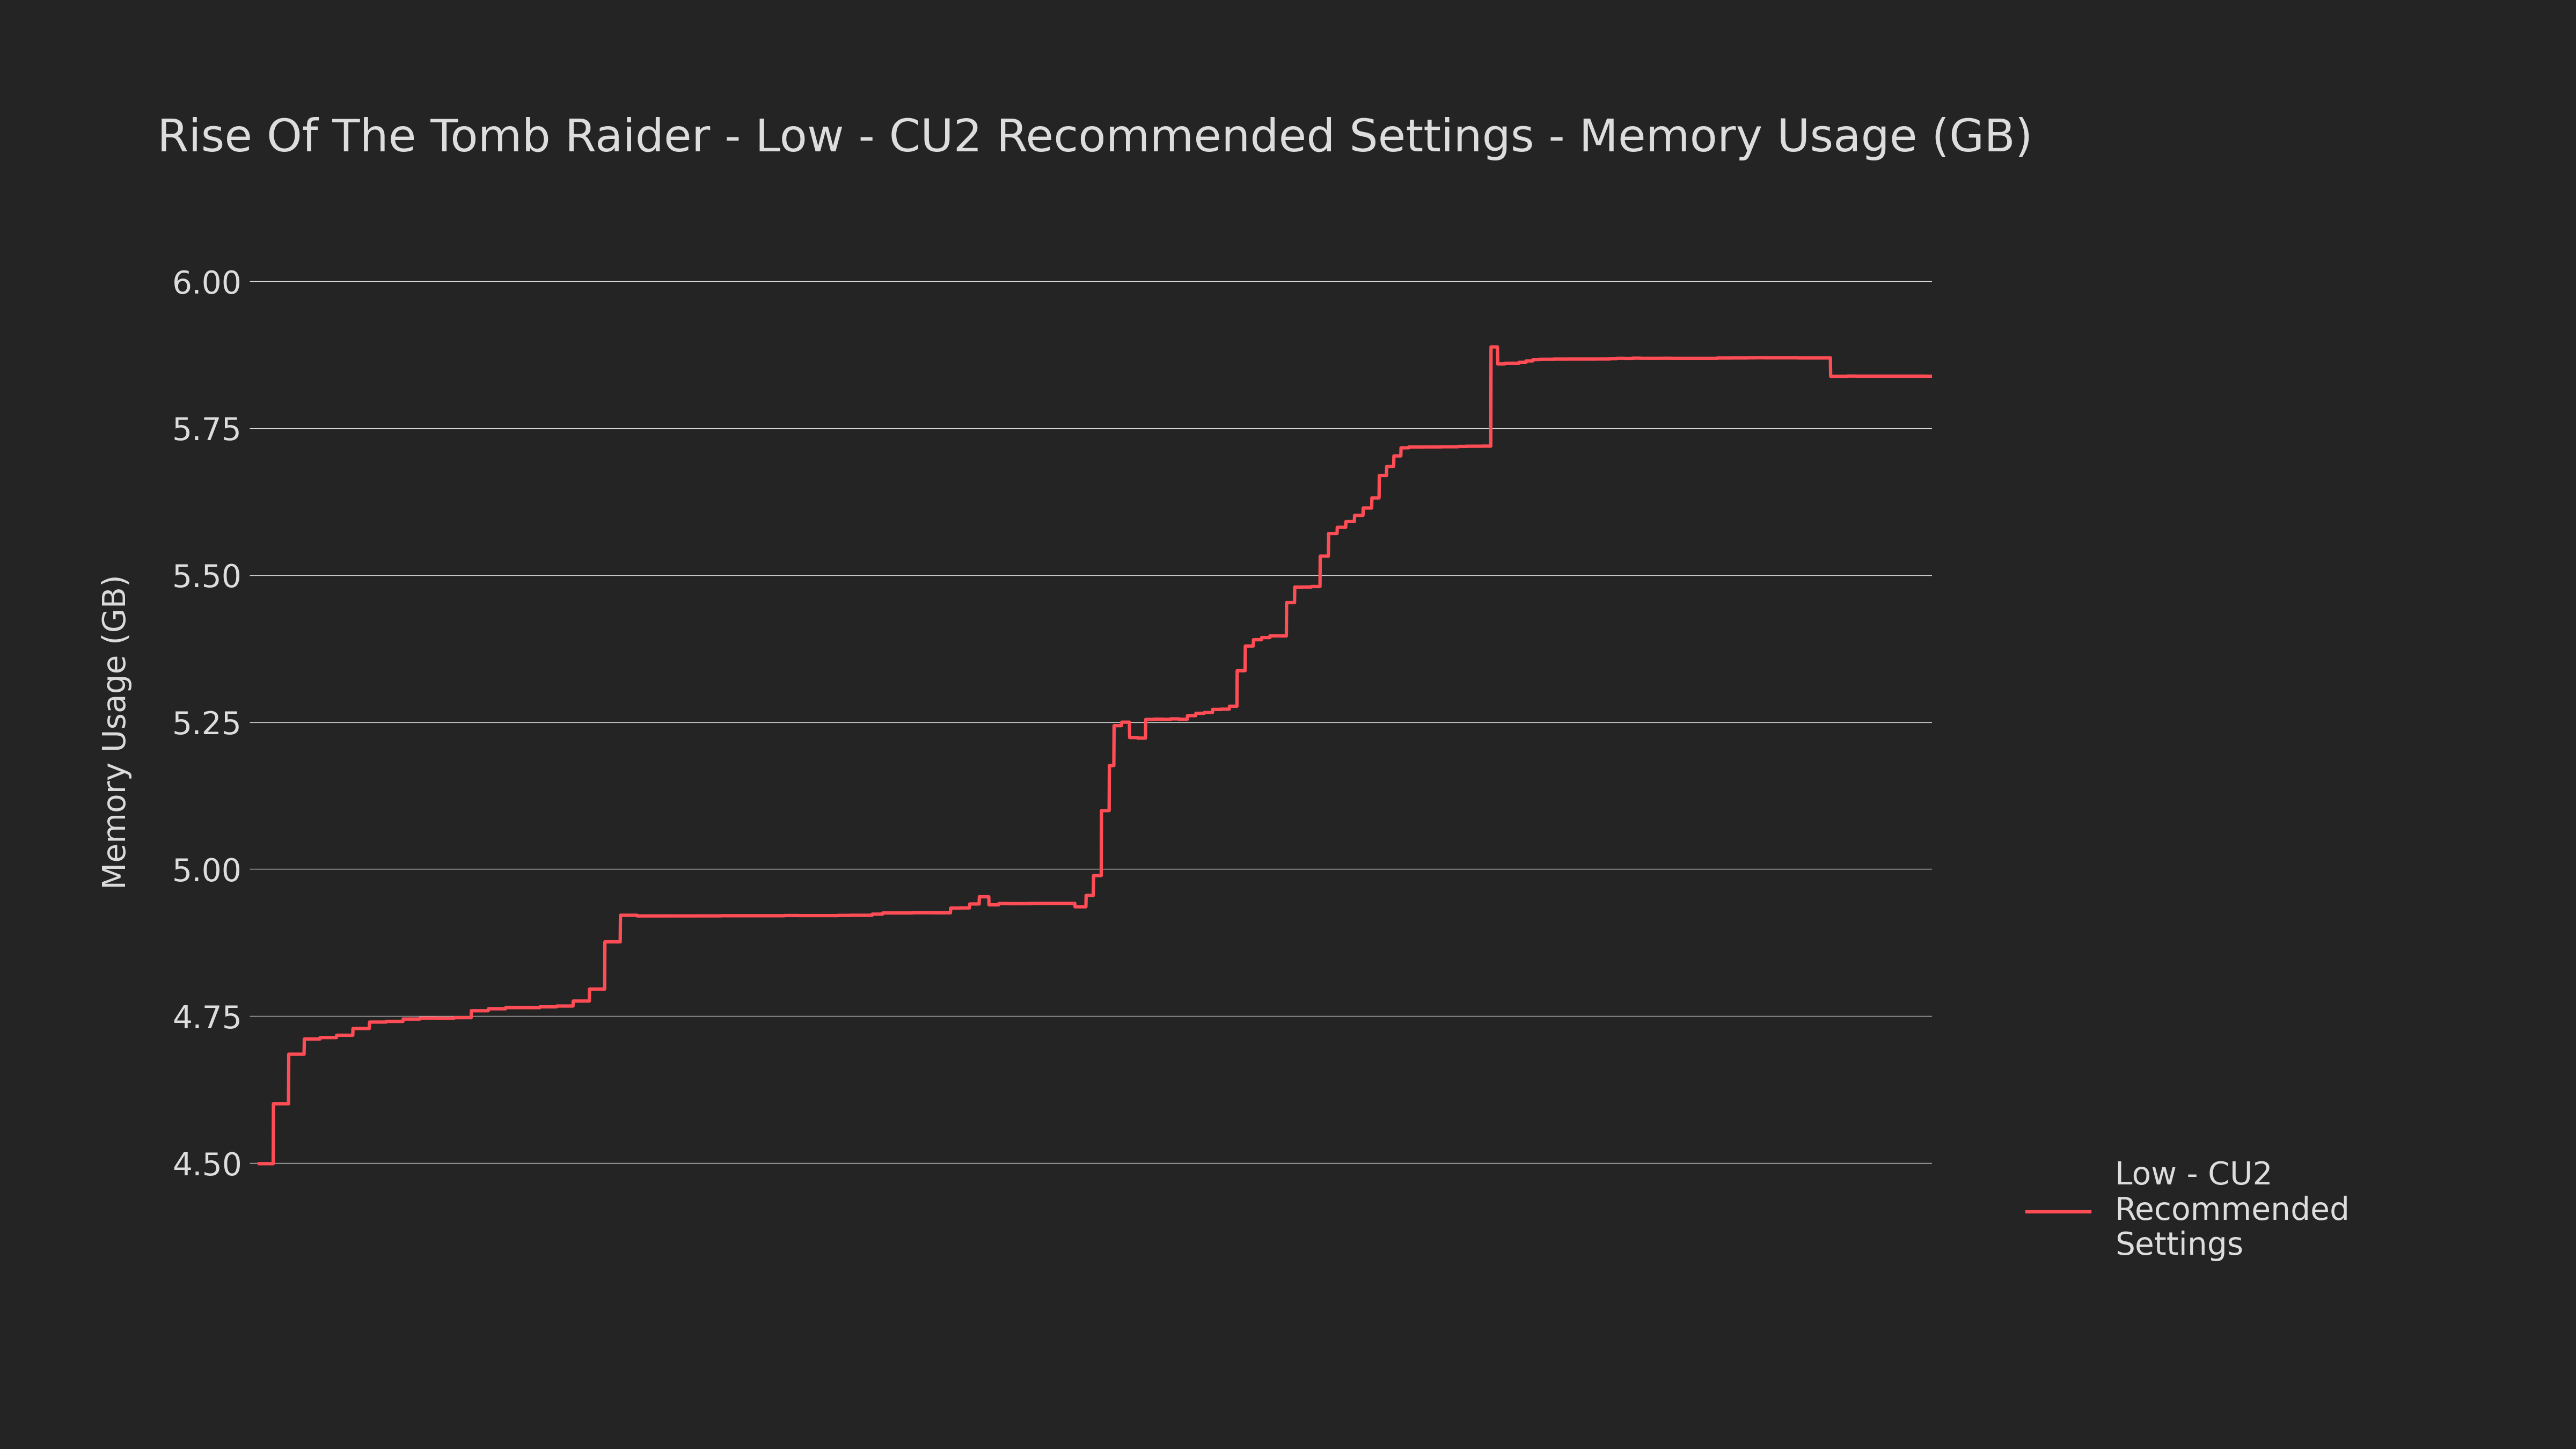 Rise Of The Tomb Raider - Low - CU2 Recommended Settings - Memory Usage (GB)
6.00
5.75
5.50
5.25
5.00
4.75
4.50
Memory Usage (GB)
Low - CU2
Recommended
Settings